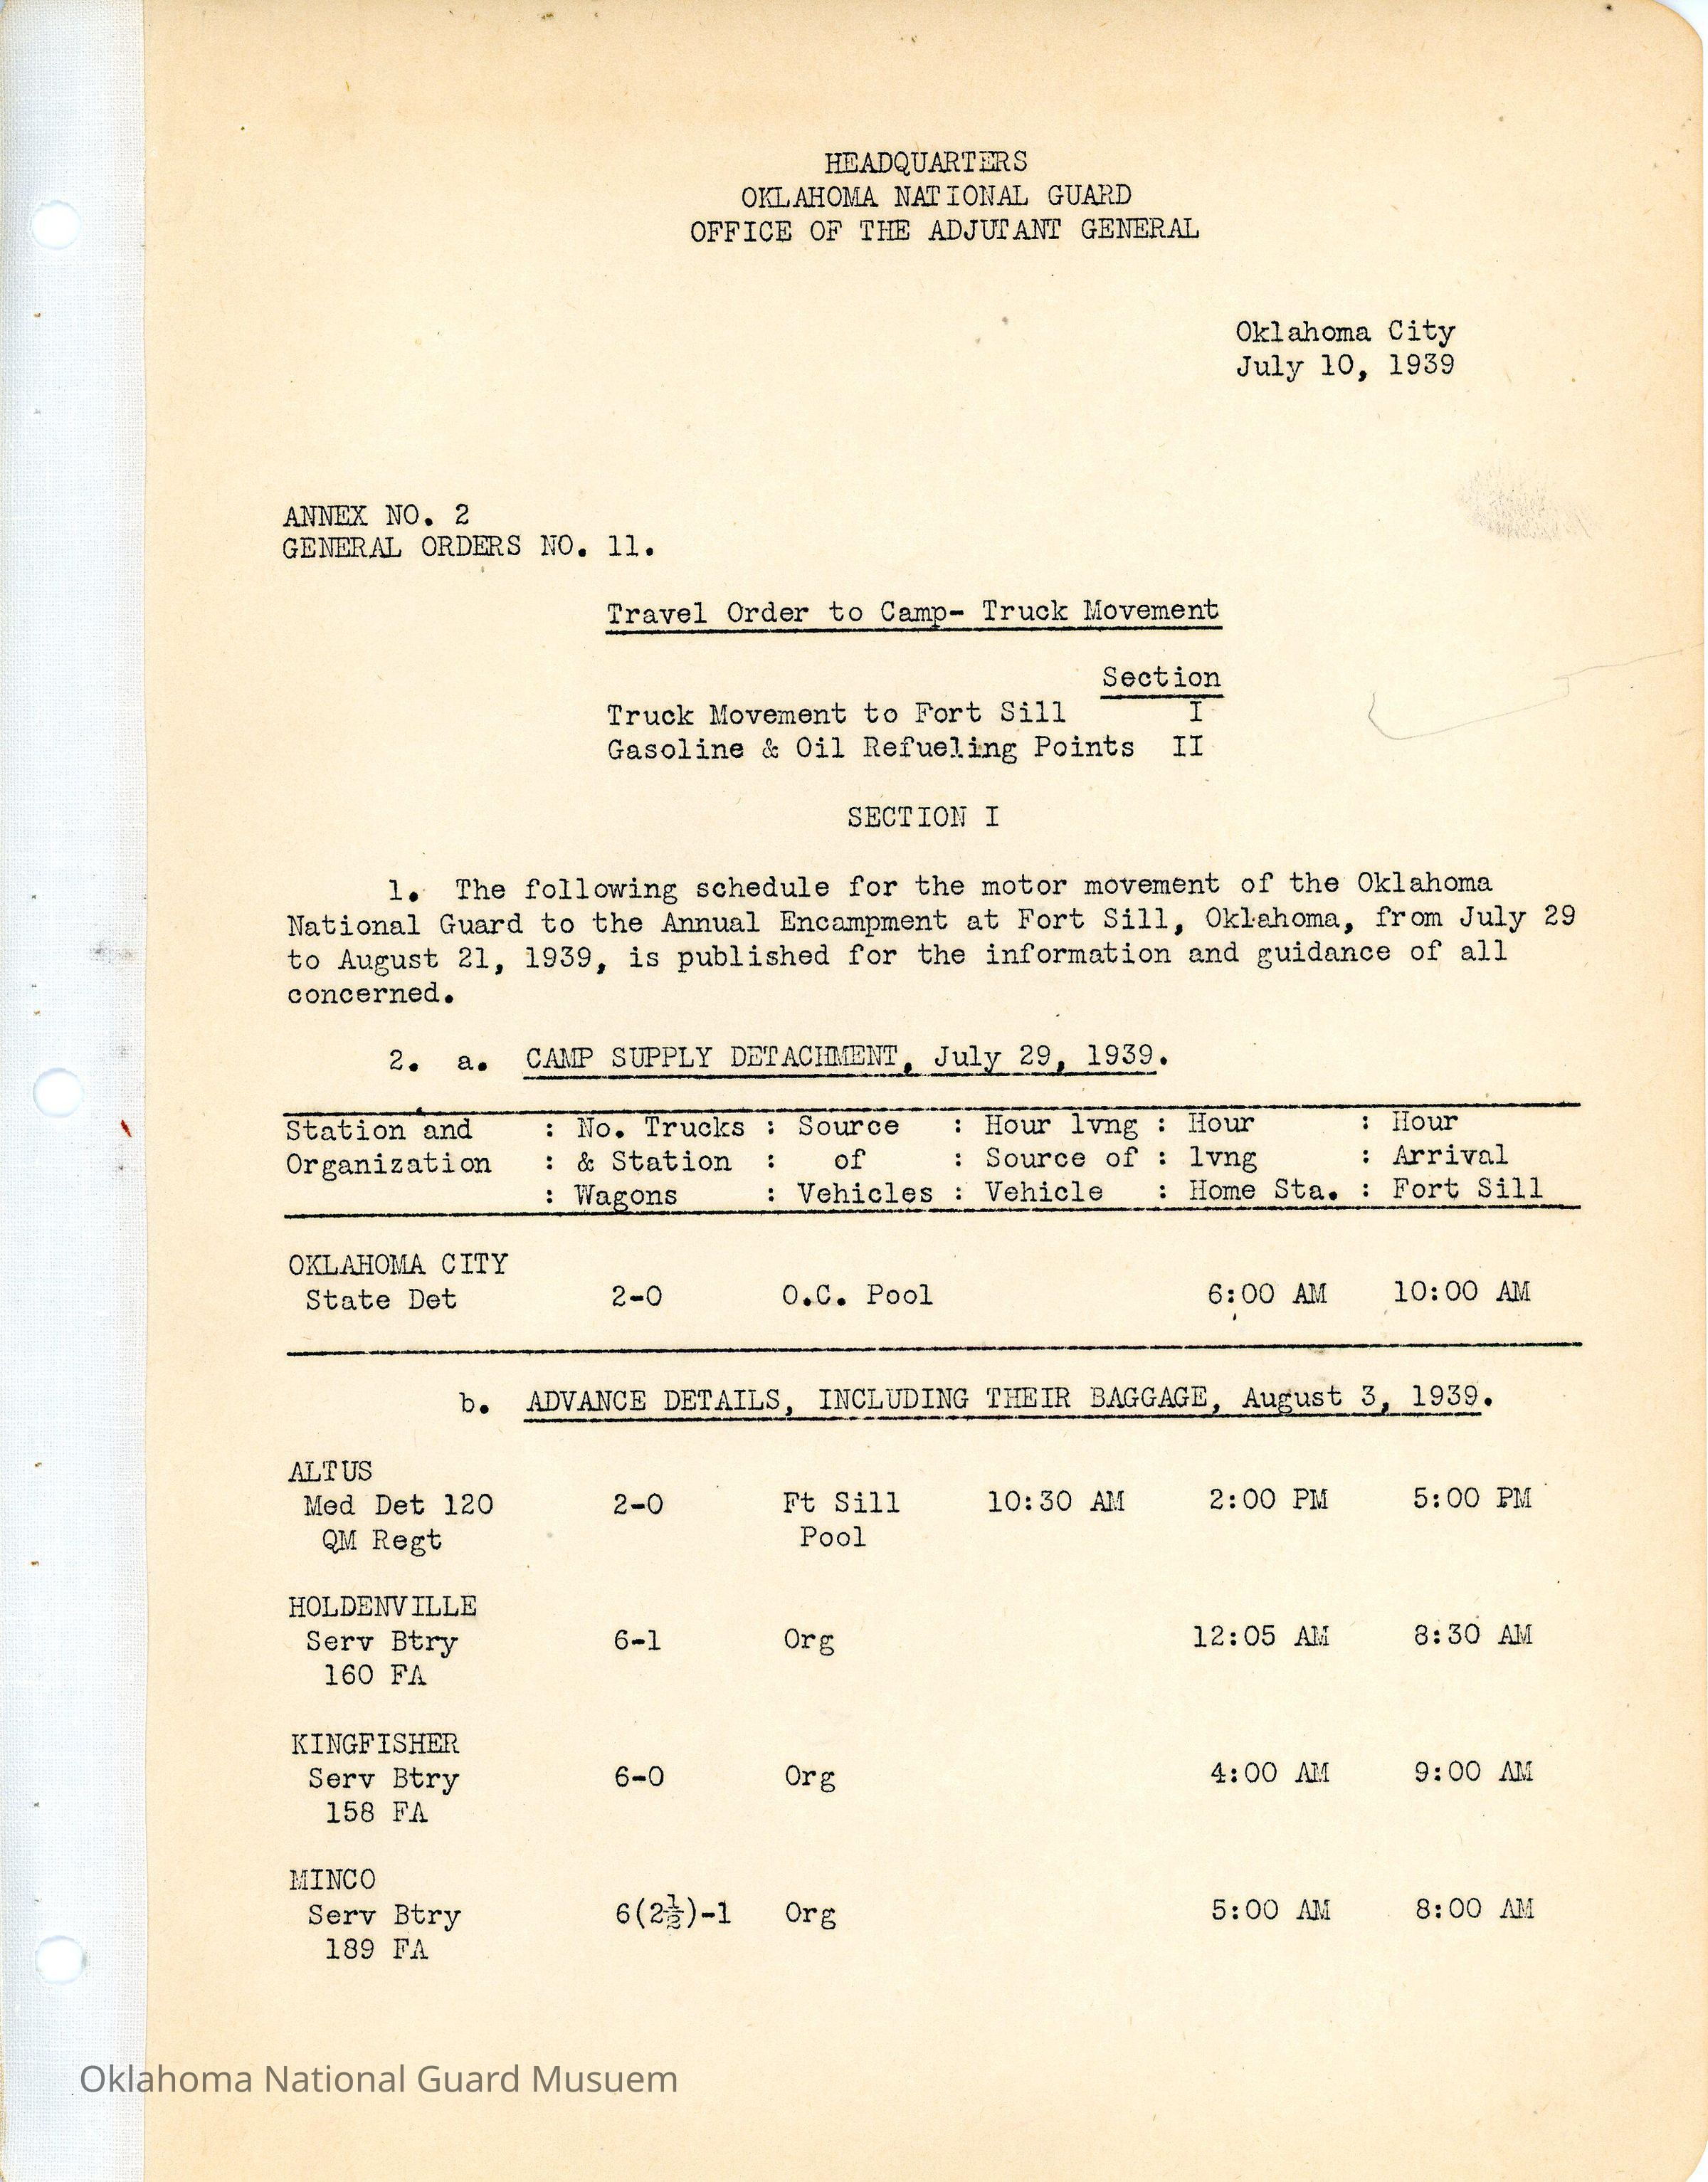 HEADQUARTERS
OKLAHOMA NATIONAL GUARD
OFFICE OF THE ADJUTANT GENERAL
Oklahoma City
July 10, 1939
ANNEX NO. 2
GENERAL ORDERS NO. 11.
Travel Order to Camp- Truck Movement
Section
Truck Movement to Fort Sill I
Gasoline & Oil Refueling Points II
SECTION I
1. The following schedule for the motor movement of the Oklahoma
National Guard to the Annual Encampment at Fort Sill, Oklahoma, from July 29
to August 21, 1939, is published for the information and guidance of all
concerned.
2. a. CAMP SUPPLY DETACHMENT, July 29, 1939.
Station and : No. Trucks : Source : Hour lvng : Hour : Hour
Organization : & Station : of : Source of : lvng : Arrival
: Wagons : Vehicles : Vehicle : Home Sta. : Fort Sill
OKLAHOMA CITY
State Det 2-0 O.C. Pool 6:00 AM 10:00 AM
b. ADVANCE DETAILS, INCLUDING THEIR BAGGAGE, August 3, 1939.
ALTUS
Med Det 120 2-0 Ft Sill 10:30 AM 2:00 PM 5:00 PM
QM Regt Pool
HOLDENVILLE
Serv Btry 6-1 Org 12:05 AM 8:30 AM
160 FA
KINGFISHER
Serv Btry 6-0 Org 4:00 AM 9:00 AM
158 FA
MINCO
Serv Btry 6(2½)-1 Org 5:00 AM 8:00 AM
189 FA
Oklahoma National Guard Musuem